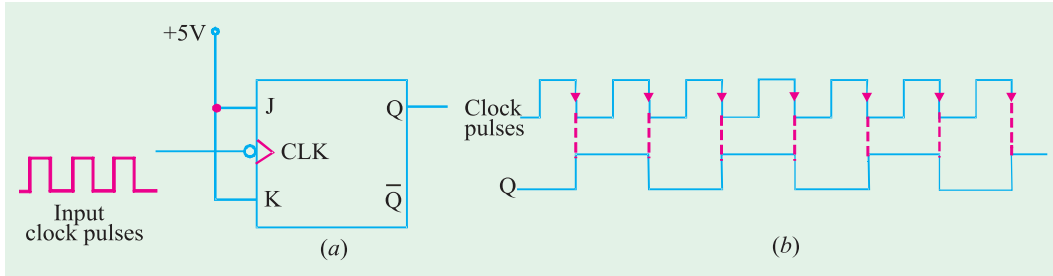 +5V
J
Q
CLK
K
Q̅
Input
clock pulses
(a)
Clock
pulses
Q
(b)